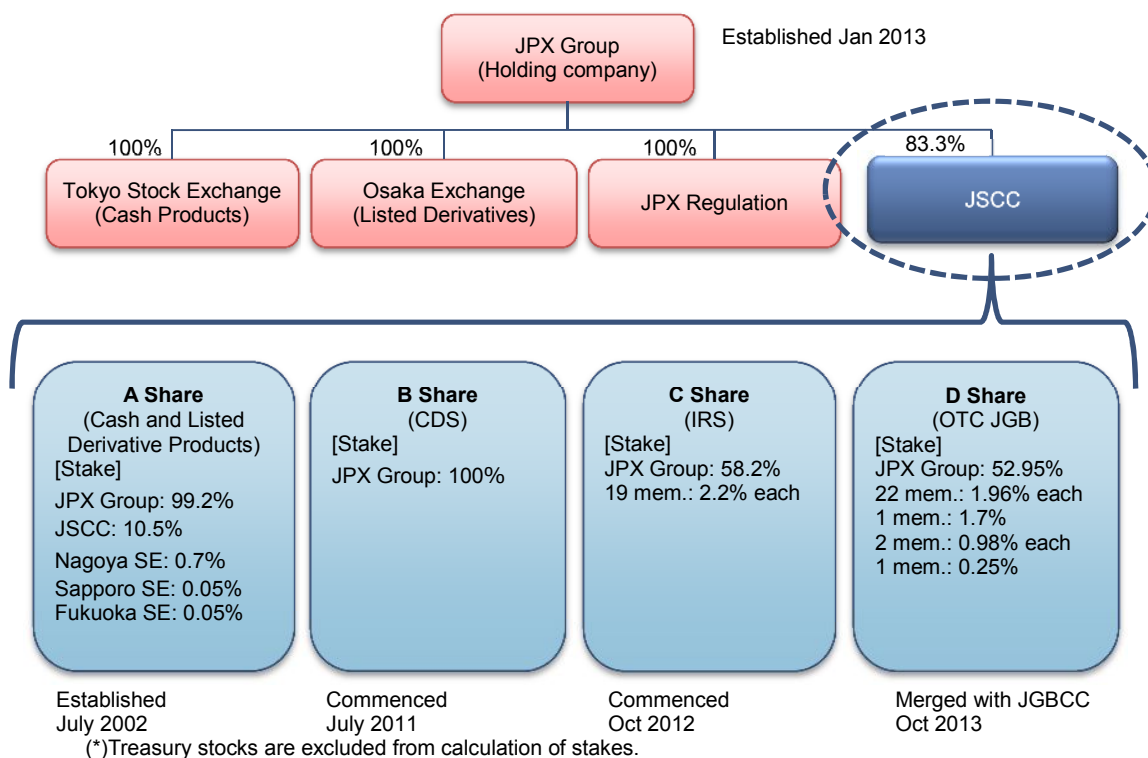 JPX Group
(Holding company)
Established Jan 2013
100%
100%
100%
83.3%
Tokyo Stock Exchange
(Cash Products)
Osaka Exchange
(Listed Derivatives)
JPX Regulation
JSCC
A Share
(Cash and Listed
Derivative Products)
[Stake]
JPX Group: 99.2%
JSCC: 10.5%
Nagoya SE: 0.7%
Sapporo SE: 0.05%
Fukuoka SE: 0.05%
B Share
(CDS)
[Stake]
JPX Group: 100%
C Share
(IRS)
[Stake]
JPX Group: 58.2%
19 mem.: 2.2% each
D Share
(OTC JGB)
[Stake]
JPX Group: 52.95%
22 mem.: 1.96% each
1 mem.: 1.7%
2 mem.: 0.98% each
1 mem.: 0.25%
Established
July 2002
Commenced
July 2011
Commenced
Oct 2012
Merged with JGBCC
Oct 2013
(*)Treasury stocks are excluded from calculation of stakes.